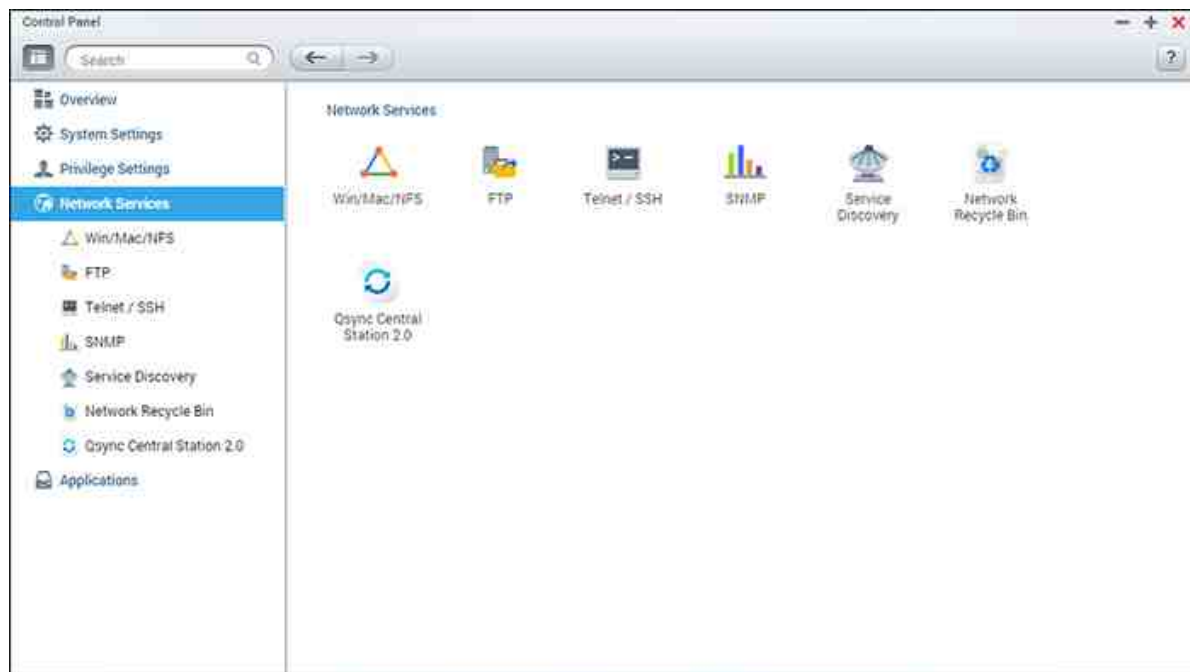 Control Panel
Search
?
Overview
System Settings
Privilege Settings
Network Services
Win/Mac/NFS
FTP
Telnet / SSH
SNMP
Service Discovery
Network Recycle Bin
Qsync Central Station 2.0
Applications
Network Services
Win/Mac/NFS
FTP
Telnet / SSH
SNMP
Service
Discovery
Network
Recycle Bin
Qsync Central
Station 2.0